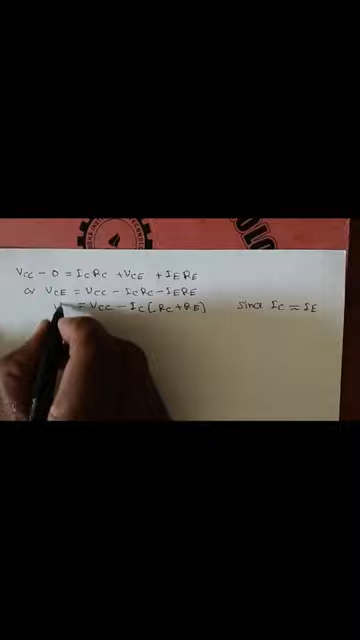 VCC - 0 = ICRC + VCE + IERE
or VCE = VCC - ICRC - IERE
= VCC - IC(RC + RE) since IC ≈ IE